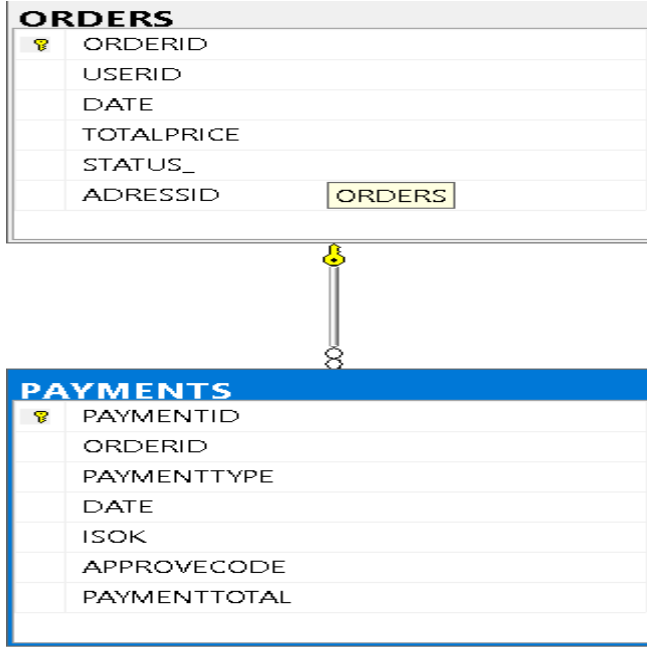 ORDERS
ORDERID
USERID
DATE
TOTALPRICE
STATUS_
ADRESSID
ORDERS
PAYMENTS
PAYMENTID
ORDERID
PAYMENTTYPE
DATE
ISOK
APPROVECODE
PAYMENTTOTAL